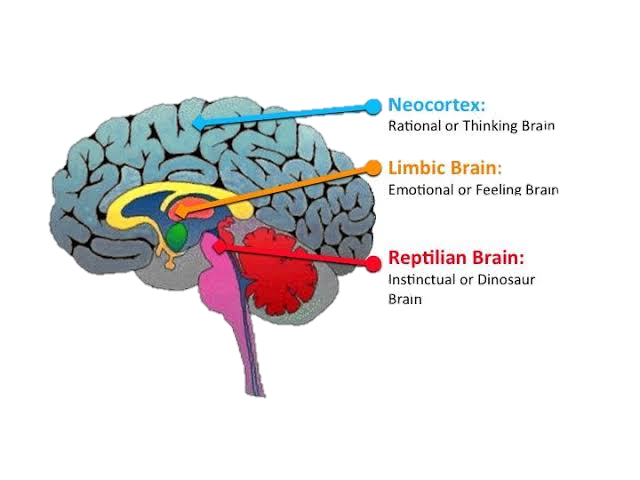 Neocortex:
Rational or Thinking Brain
Limbic Brain:
Emotional or Feeling Brain
Reptilian Brain:
Instinctual or Dinosaur
Brain